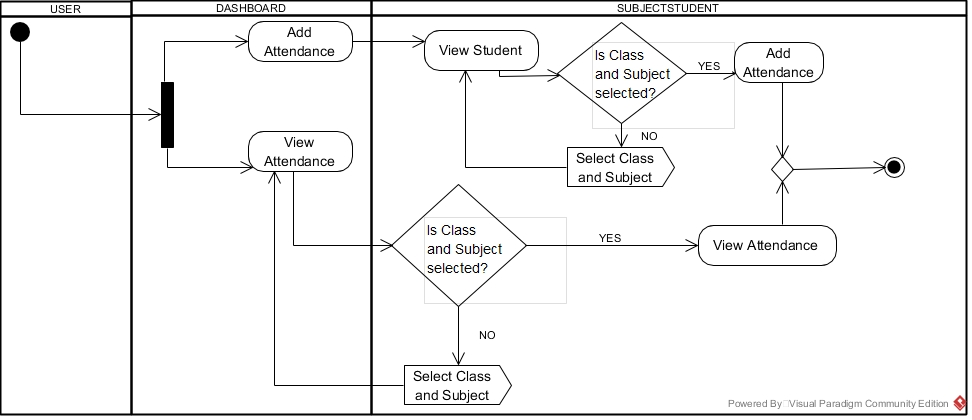 USER
DASHBOARD
SUBJECTSTUDENT
Add
Attendance
View Student
Is Class
and Subject
selected?
YES
Add
Attendance
NO
Select Class
and Subject
View
Attendance
Is Class
and Subject
selected?
YES
View Attendance
NO
Select Class
and Subject
Powered By Visual Paradigm Community Edition